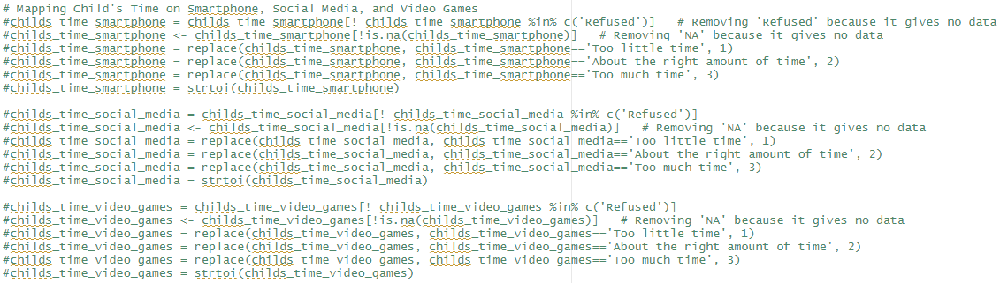 # Mapping Child's Time on Smartphone, Social Media, and Video Games
#childs_time_smartphone = childs_time_smartphone[! childs_time_smartphone %in% c('Refused')]   # Removing 'Refused' because it gives no data
#childs_time_smartphone <- childs_time_smartphone[!is.na(childs_time_smartphone)]   # Removing 'NA' because it gives no data
#childs_time_smartphone = replace(childs_time_smartphone, childs_time_smartphone=='Too little time', 1)
#childs_time_smartphone = replace(childs_time_smartphone, childs_time_smartphone=='About the right amount of time', 2)
#childs_time_smartphone = replace(childs_time_smartphone, childs_time_smartphone=='Too much time', 3)
#childs_time_smartphone = strtoi(childs_time_smartphone)

#childs_time_social_media = childs_time_social_media[! childs_time_social_media %in% c('Refused')]
#childs_time_social_media <- childs_time_social_media[!is.na(childs_time_social_media)]   # Removing 'NA' because it gives no data
#childs_time_social_media = replace(childs_time_social_media, childs_time_social_media=='Too little time', 1)
#childs_time_social_media = replace(childs_time_social_media, childs_time_social_media=='About the right amount of time', 2)
#childs_time_social_media = replace(childs_time_social_media, childs_time_social_media=='Too much time', 3)
#childs_time_social_media = strtoi(childs_time_social_media)

#childs_time_video_games = childs_time_video_games[! childs_time_video_games %in% c('Refused')]
#childs_time_video_games <- childs_time_video_games[!is.na(childs_time_video_games)]   # Removing 'NA' because it gives no data
#childs_time_video_games = replace(childs_time_video_games, childs_time_video_games=='Too little time', 1)
#childs_time_video_games = replace(childs_time_video_games, childs_time_video_games=='About the right amount of time', 2)
#childs_time_video_games = replace(childs_time_video_games, childs_time_video_games=='Too much time', 3)
#childs_time_video_games = strtoi(childs_time_video_games)